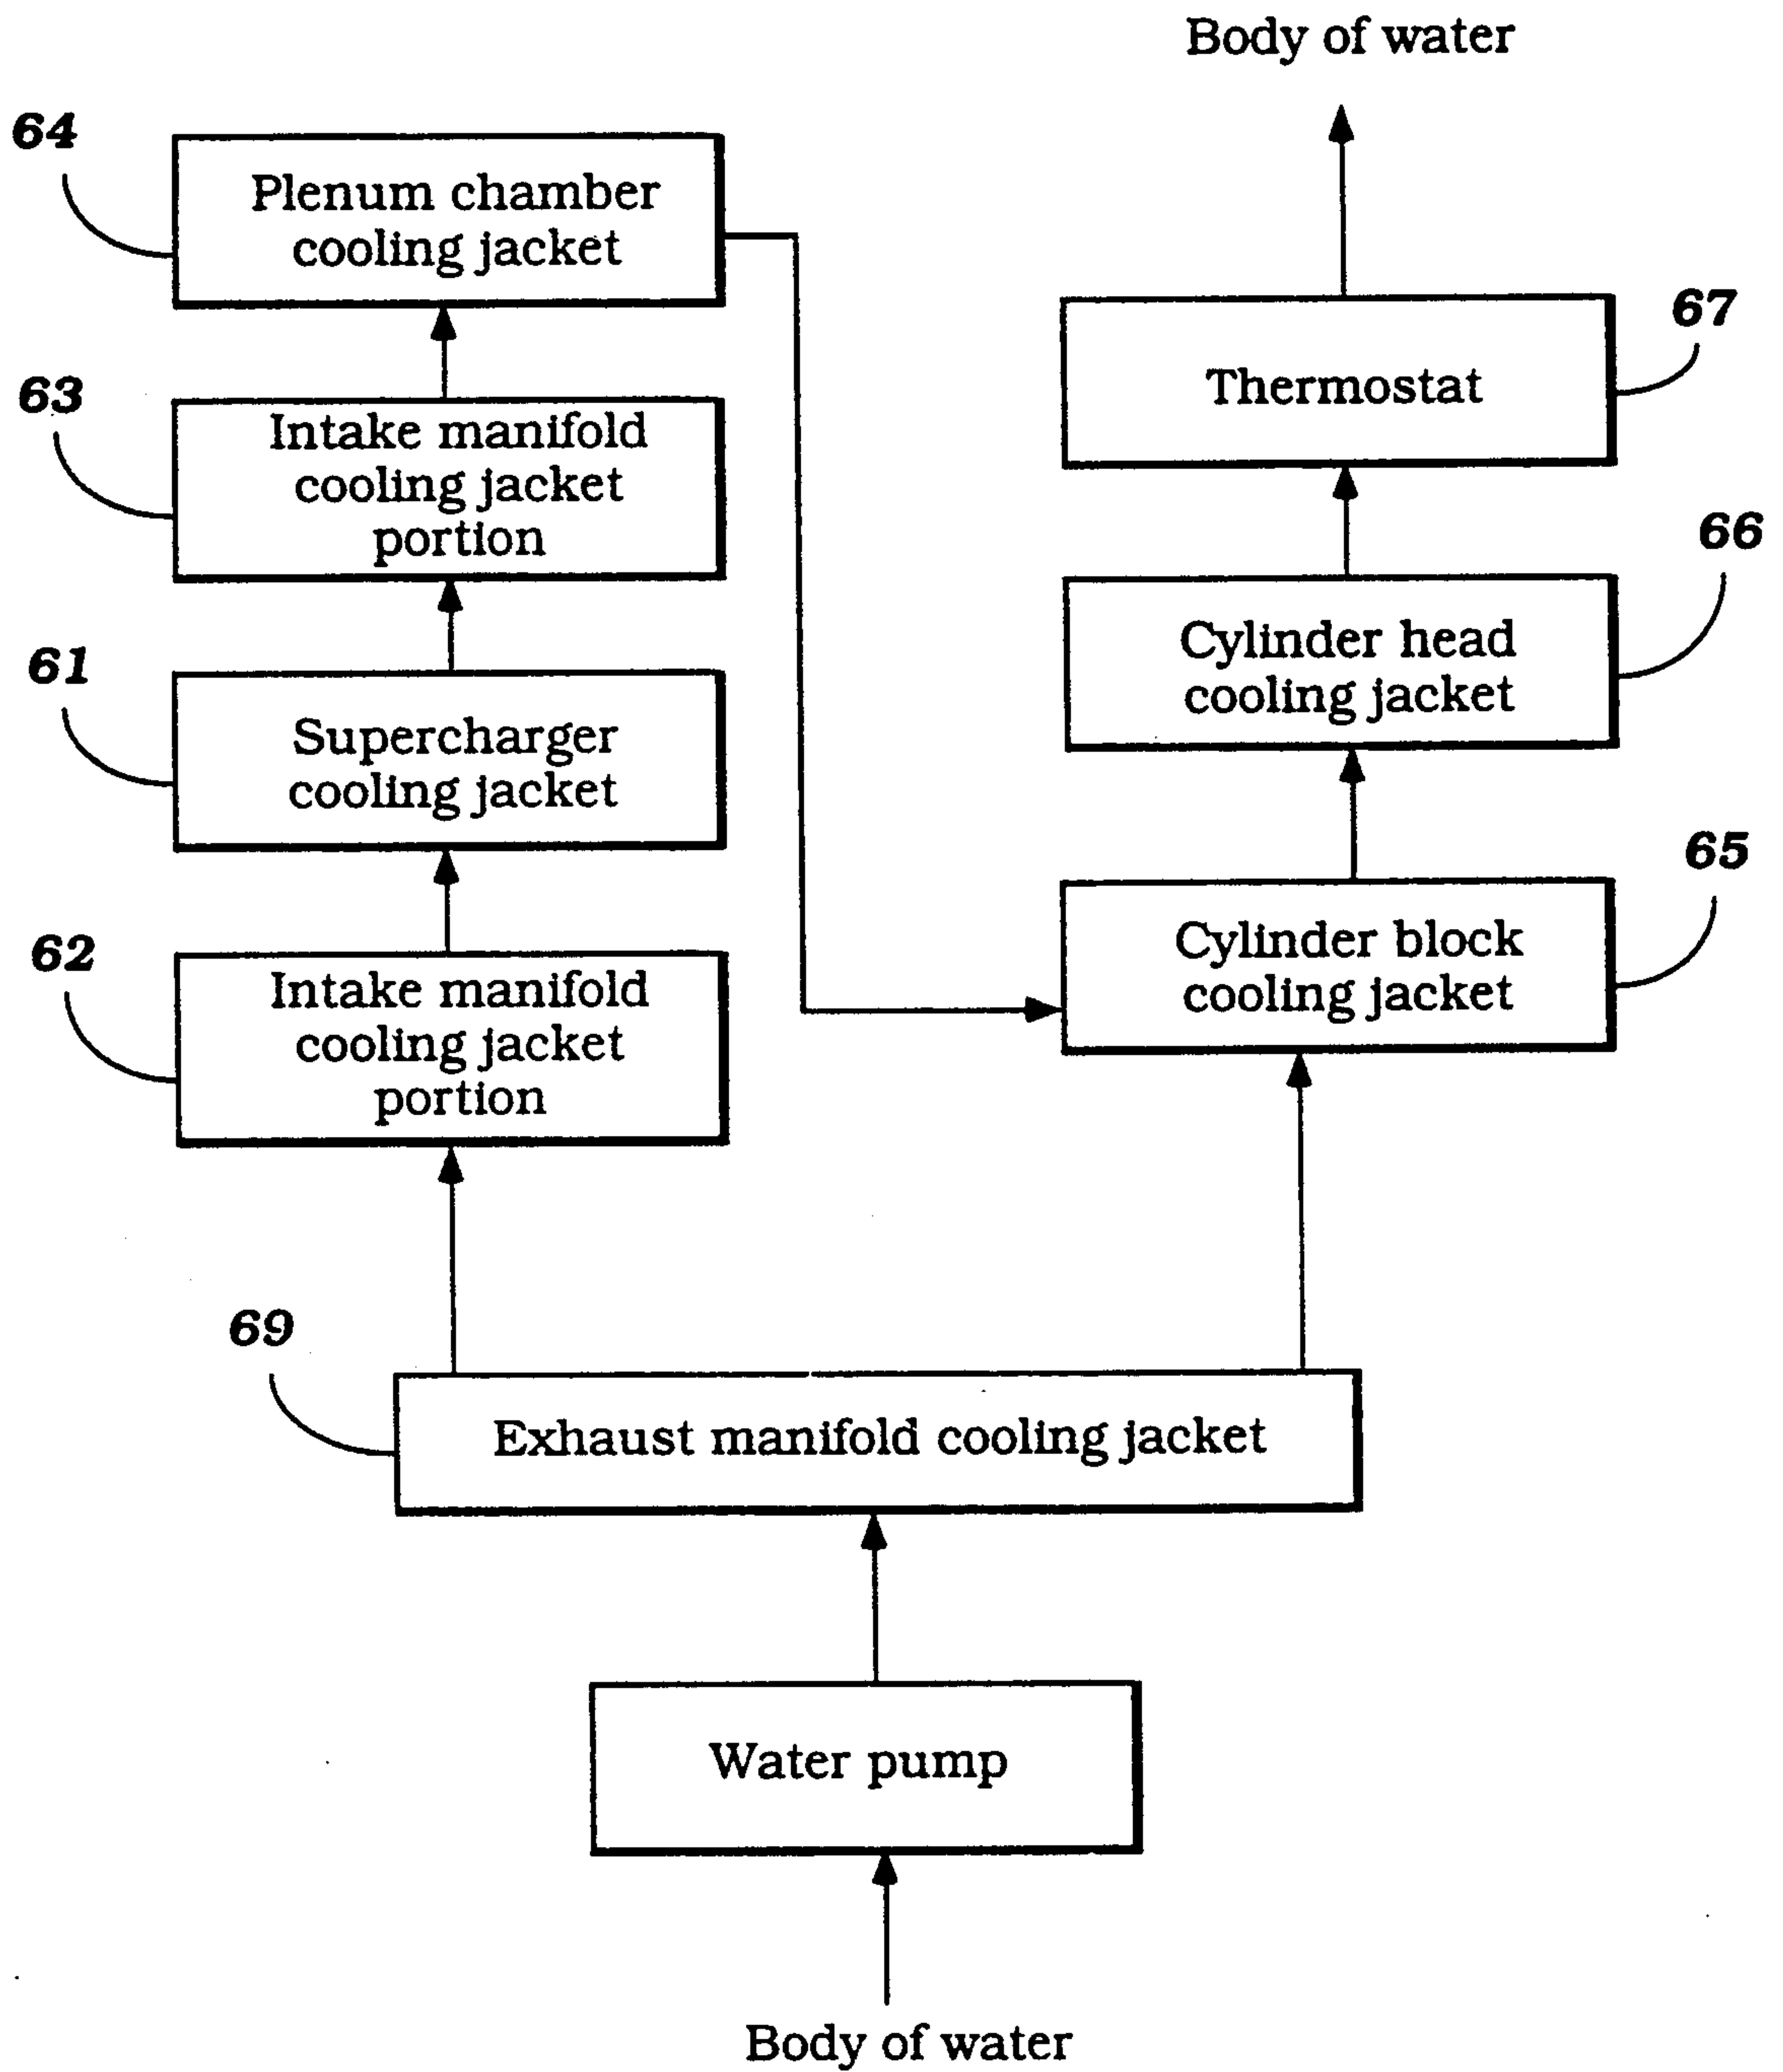 Body of water
64
Plenum chamber
cooling jacket
67
Thermostat
63
Intake manifold
cooling jacket
portion
66
Cylinder head
cooling jacket
61
Supercharger
cooling jacket
65
Cylinder block
cooling jacket
62
Intake manifold
cooling jacket
portion
69
Exhaust manifold cooling jacket
Water pump
Body of water